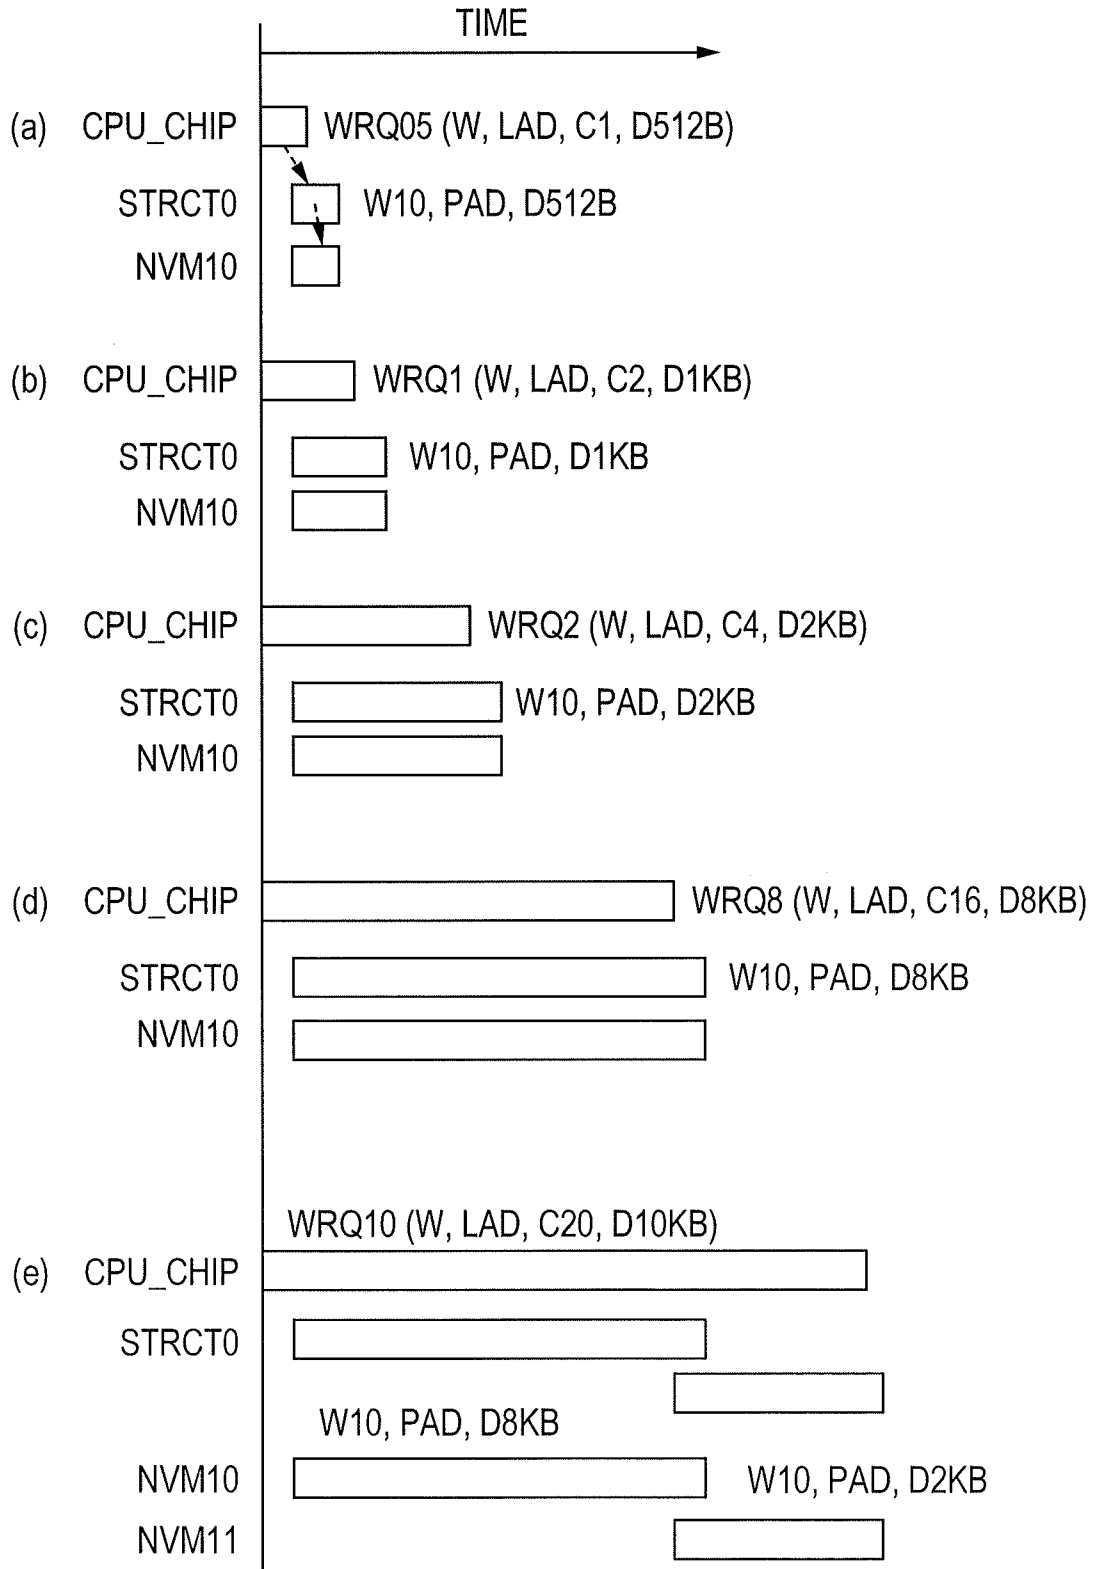 TIME
(a) CPU_CHIP WRQ05 (W, LAD, C1, D512B)
STRCT0 W10, PAD, D512B
NVM10
(b) CPU_CHIP WRQ1 (W, LAD, C2, D1KB)
STRCT0 W10, PAD, D1KB
NVM10
(c) CPU_CHIP WRQ2 (W, LAD, C4, D2KB)
STRCT0 W10, PAD, D2KB
NVM10
(d) CPU_CHIP WRQ8 (W, LAD, C16, D8KB)
STRCT0 W10, PAD, D8KB
NVM10
WRQ10 (W, LAD, C20, D10KB)
(e) CPU_CHIP
STRCT0
W10, PAD, D8KB
NVM10 W10, PAD, D2KB
NVM11